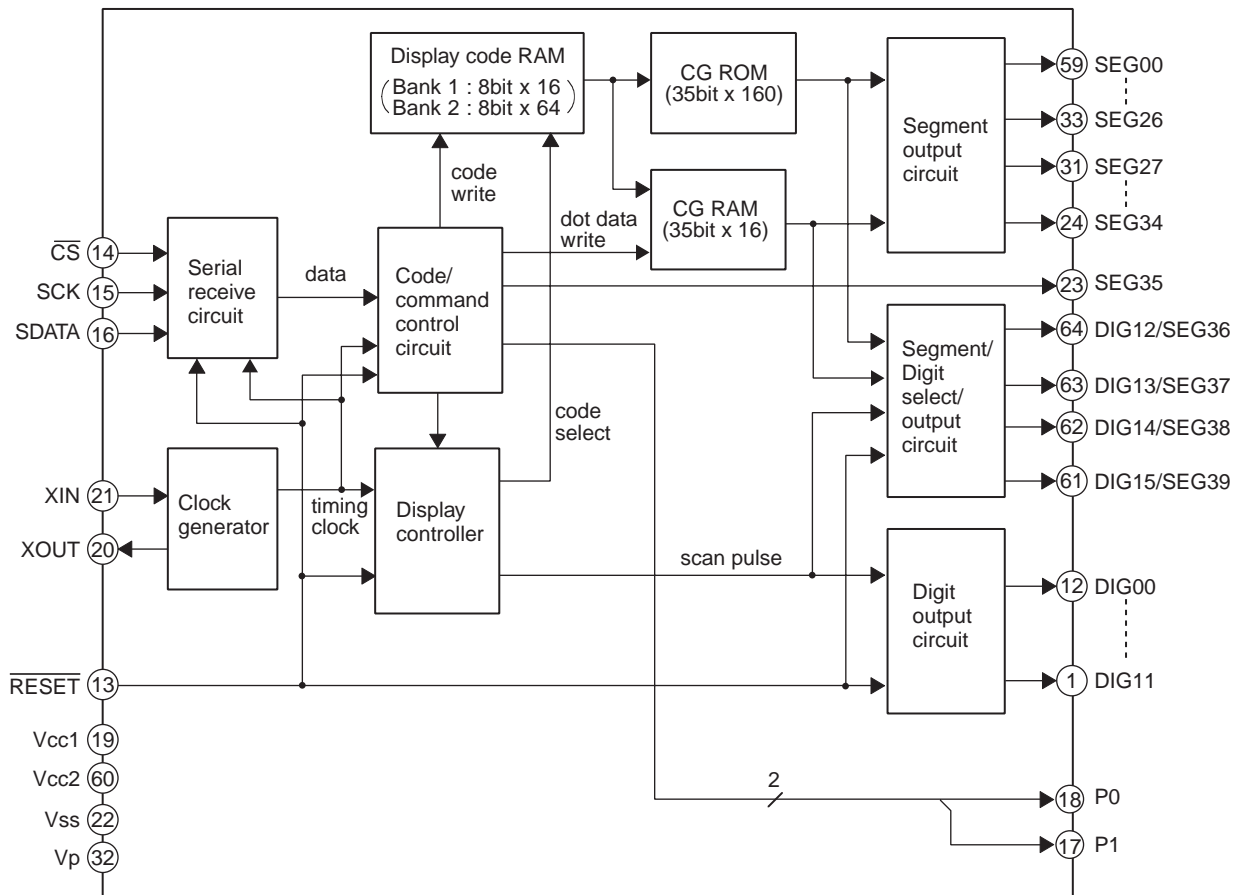 Display code RAM
(Bank 1 : 8bit x 16
Bank 2 : 8bit x 64)
CG ROM
(35bit x 160)
Segment
output
circuit
59 SEG00
33 SEG26
31 SEG27
24 SEG34
code
write
dot data
write
CG RAM
(35bit x 16)
CS 14
SCK 15
SDATA 16
Serial
receive
circuit
data
Code/
command
control
circuit
23 SEG35
64 DIG12/SEG36
63 DIG13/SEG37
62 DIG14/SEG38
61 DIG15/SEG39
Segment/
Digit
select/
output
circuit
code
select
XIN 21
XOUT 20
Clock
generator
timing
clock
Display
controller
scan pulse
Digit
output
circuit
12 DIG00
1 DIG11
RESET 13
Vcc1 19
Vcc2 60
Vss 22
Vp 32
2
18 P0
17 P1